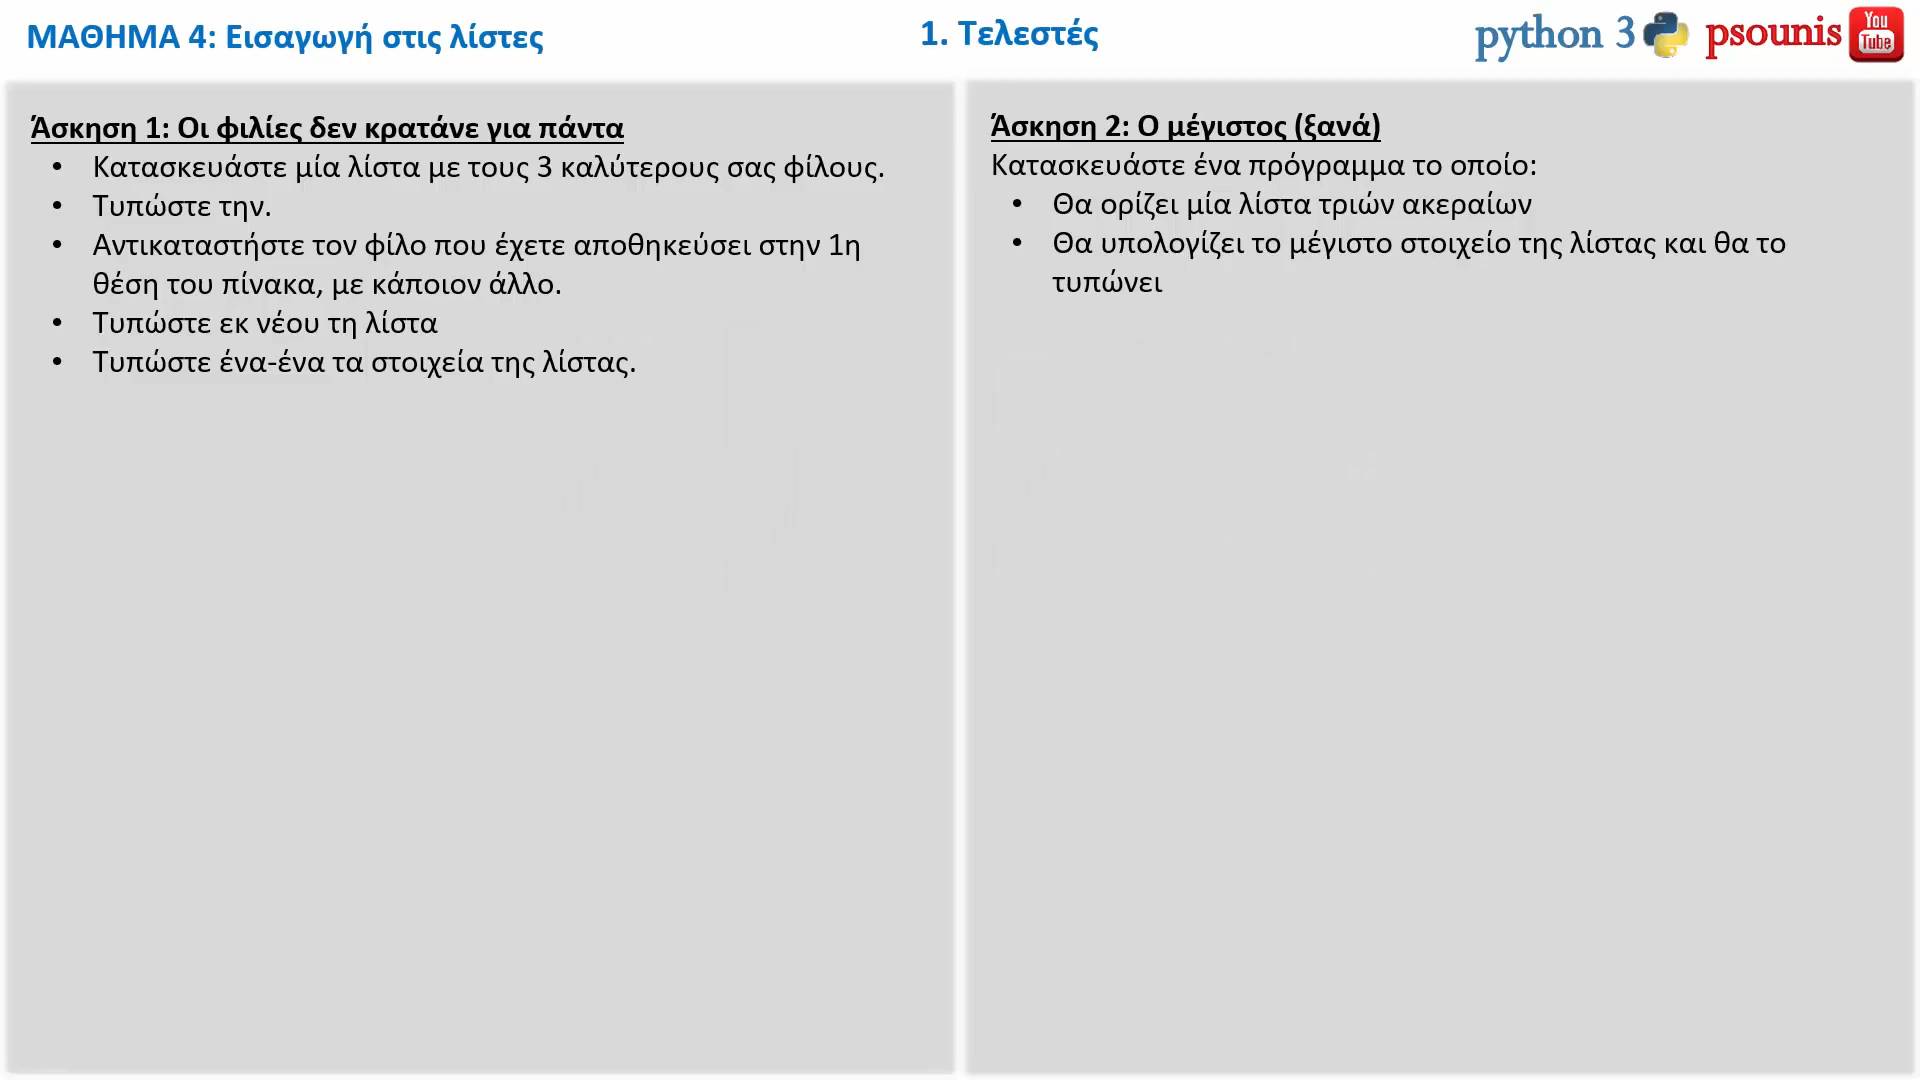 ΜΑΘΗΜΑ 4: Εισαγωγή στις λίστες
1. Τελεστές
python 3 psounis You Tube
Άσκηση 1: Οι φιλίες δεν κρατάνε για πάντα
• Κατασκευάστε μία λίστα με τους 3 καλύτερους σας φίλους.
• Τυπώστε την.
• Αντικαταστήστε τον φίλο που έχετε αποθηκεύσει στην 1η
θέση του πίνακα, με κάποιον άλλο.
• Τυπώστε εκ νέου τη λίστα
• Τυπώστε ένα-ένα τα στοιχεία της λίστας.
Άσκηση 2: Ο μέγιστος (ξανά)
Κατασκευάστε ένα πρόγραμμα το οποίο:
• Θα ορίζει μία λίστα τριών ακεραίων
• Θα υπολογίζει το μέγιστο στοιχείο της λίστας και θα το
τυπώνει